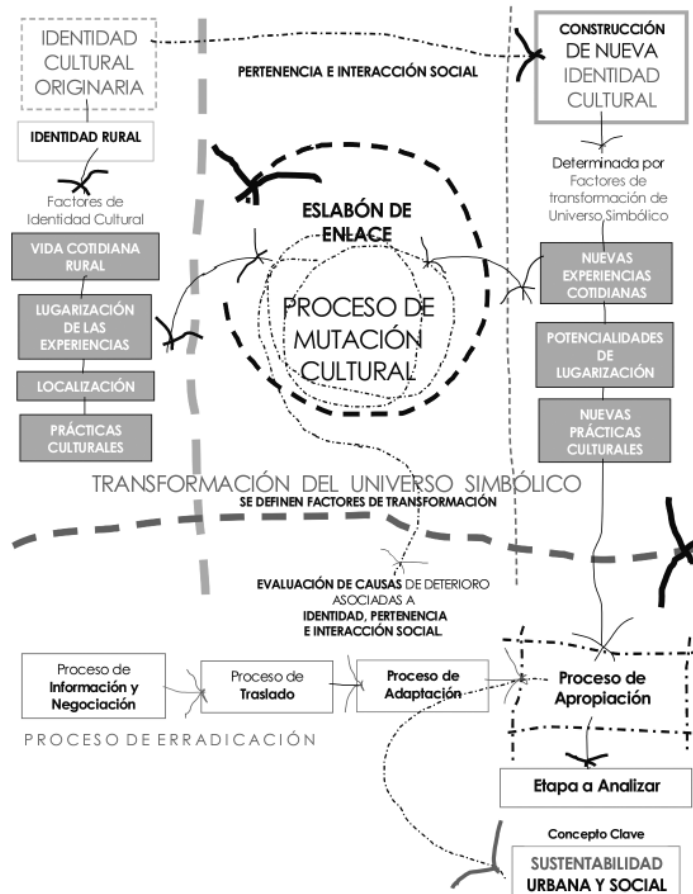 IDENTIDAD
CULTURAL
ORIGINARIA
CONSTRUCCIÓN
DE NUEVA
IDENTIDAD
CULTURAL
PERTENENCIA E INTERACCIÓN SOCIAL
IDENTIDAD RURAL
Factores de
Identidad Cultural
VIDA COTIDIANA
RURAL
LUGARIZACIÓN
DE LAS
EXPERIENCIAS
LOCALIZACIÓN
PRÁCTICAS
CULTURALES
ESLABÓN DE
ENLACE
PROCESO DE
MUTACIÓN
CULTURAL
Determinada por
Factores de
transformación de
Universo Simbólico
NUEVAS
EXPERIENCIAS
COTIDIANAS
POTENCIALIDADES
DE
LUGARIZACIÓN
NUEVAS
PRÁCTICAS
CULTURALES
TRANSFORMACIÓN DEL UNIVERSO SIMBÓLICO
SE DEFINEN FACTORES DE TRANSFORMACIÓN
EVALUACIÓN DE CAUSAS DE DETERIORO
ASOCIADAS A
IDENTIDAD, PERTENENCIA
E INTERACCIÓN SOCIAL.
Proceso de
Información y
Negociación
Proceso de
Traslado
Proceso de
Adaptación
Proceso de
Apropiación
PROCESO DE ERRADICACIÓN
Etapa a Analizar
Concepto Clave
SUSTENTABILIDAD
URBANA Y SOCIAL